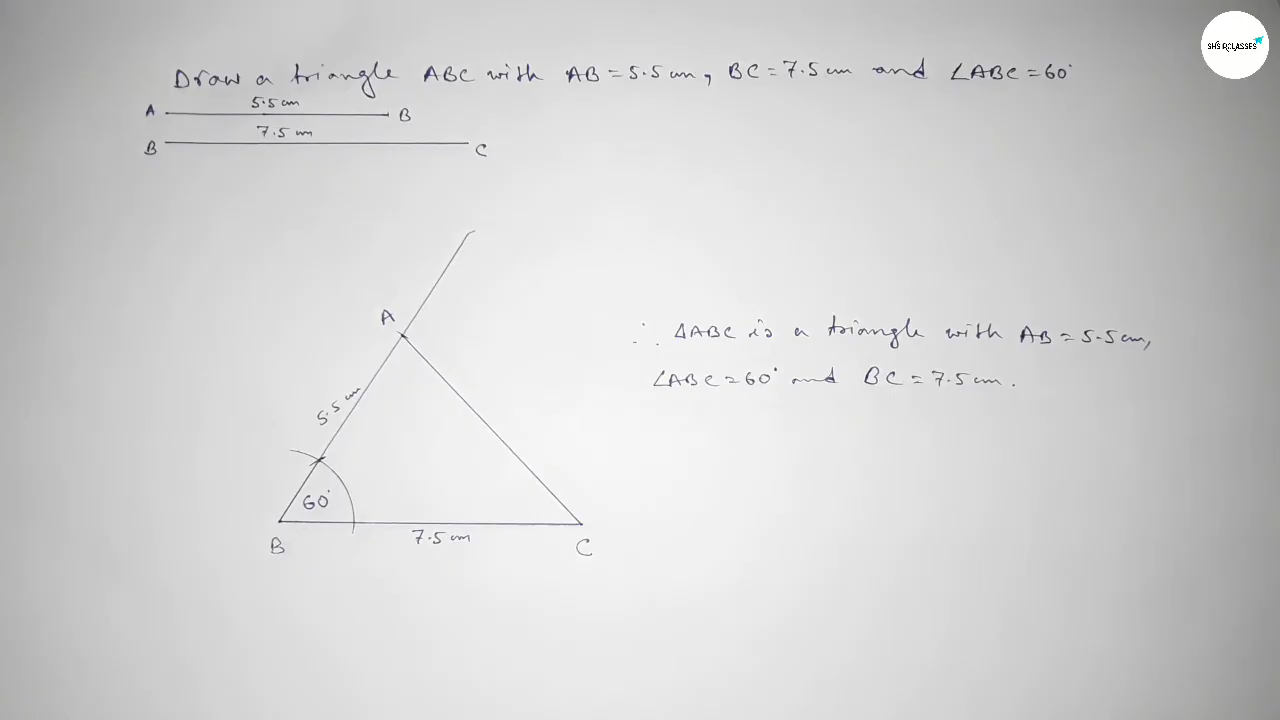 SHSRCLASSES
Draw a triangle ABC with AB = 5.5 cm, BC = 7.5 cm and ∠ABC = 60°
A 5.5 cm B
B 7.5 cm C
A
5.5 cm
60°
B 7.5 cm C
∴ ΔABC is a triangle with AB = 5.5 cm,
∠ABC = 60° and BC = 7.5 cm.